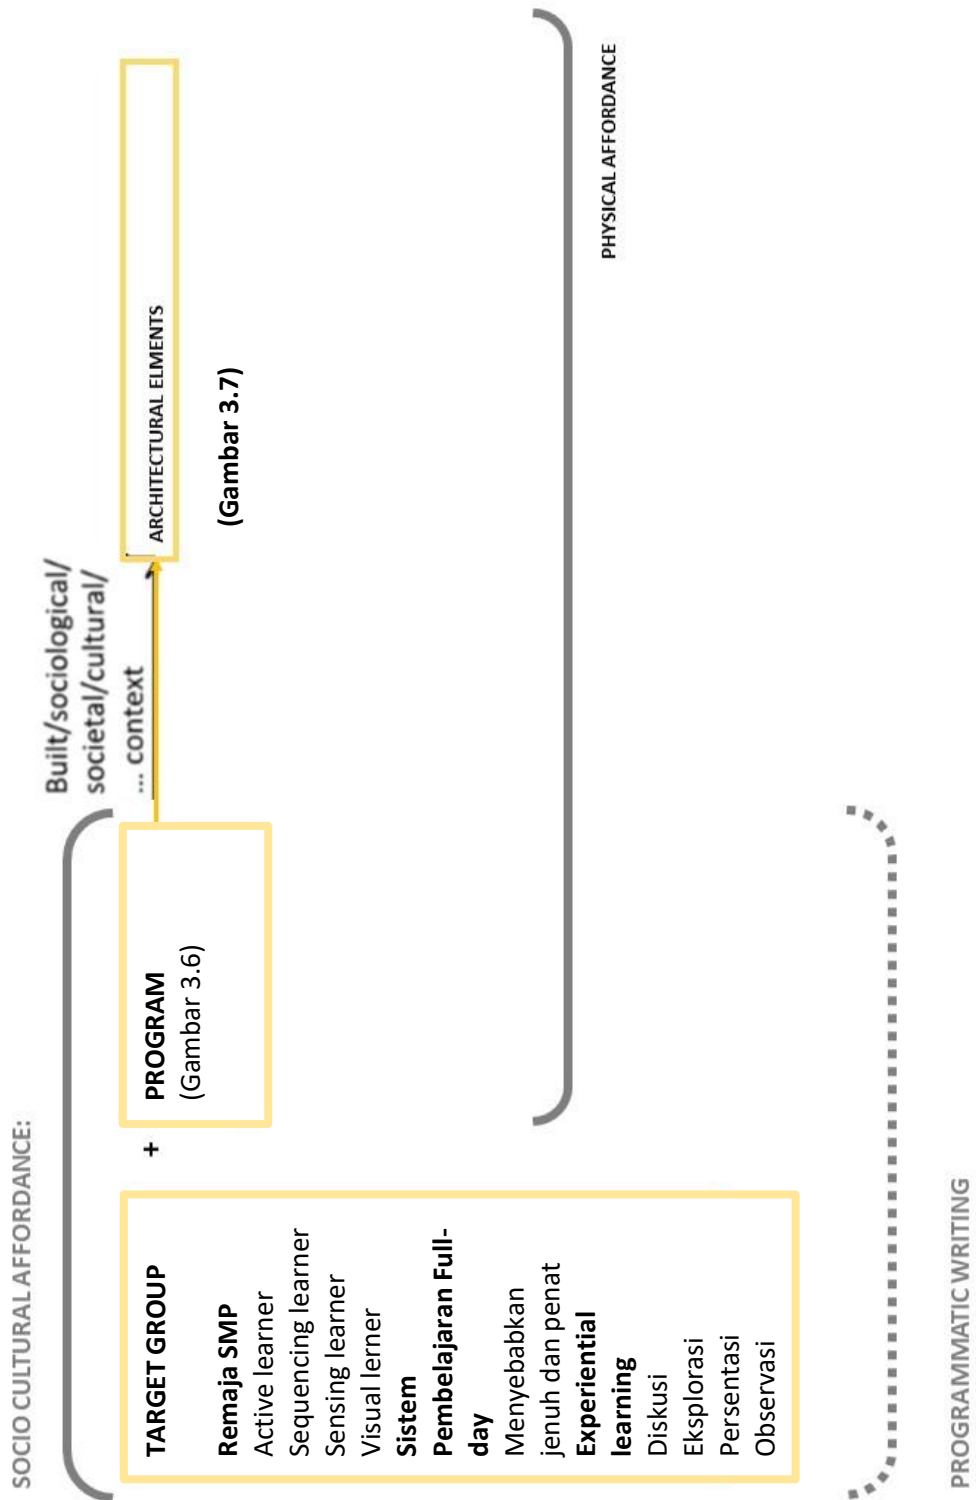 SOCIO CULTURAL AFFORDANCE:
TARGET GROUP
Remaja SMP
Active learner
Sequencing learner
Sensing learner
Visual lerner
Sistem
Pembelajaran Full-
day
Menyebabkan
jenuh dan penat
Experiential
learning
Diskusi
Eksplorasi
Persentasi
Observasi
+
PROGRAM
(Gambar 3.6)
Built/sociological/
societal/cultural/
... context
ARCHITECTURAL ELMENTS
(Gambar 3.7)
PHYSICAL AFFORDANCE
PROGRAMMATIC WRITING